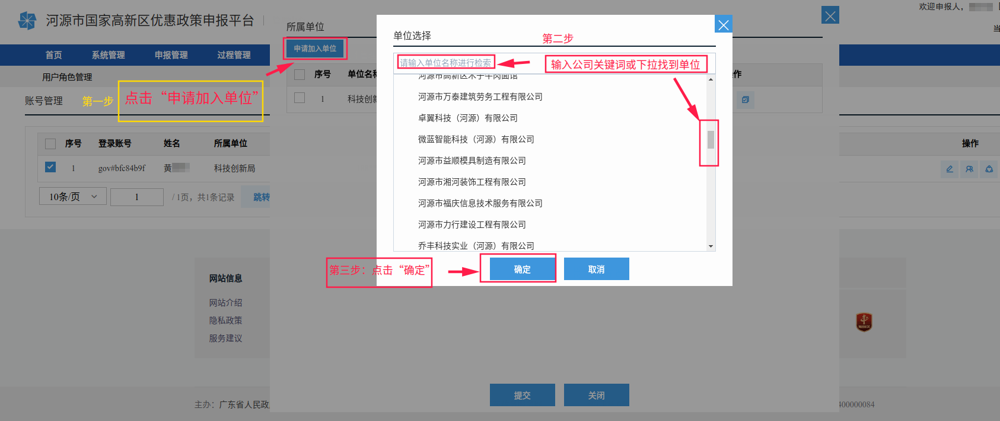 河源市国家高新区优惠政策申报平台
欢迎申报人，
当
首页
系统管理
申报管理
过程管理
用户角色管理
账号管理
第一步
点击“申请加入单位”
序号
登录账号
姓名
所属单位
操作
1
gov#bfc84b9f
黄
科技创新局
10条/页
1
/ 1页，共1条记录
跳转
所属单位
申请加入单位
序号
单位名称
操作
1
科技创新
单位选择
第二步
请输入单位名称进行检索
输入公司关键词或下拉找到单位
河源市万泰建筑劳务工程有限公司
卓翼科技（河源）有限公司
微蓝智能科技（河源）有限公司
河源市益顺模具制造有限公司
河源市湘河装饰工程有限公司
河源市福庆信息技术服务有限公司
河源市力行建设工程有限公司
乔丰科技实业（河源）有限公司
第三步：点击“确定”
确定
取消
网站信息
网站介绍
隐私政策
服务建议
提交
关闭
主办：广东省人民政
400000084